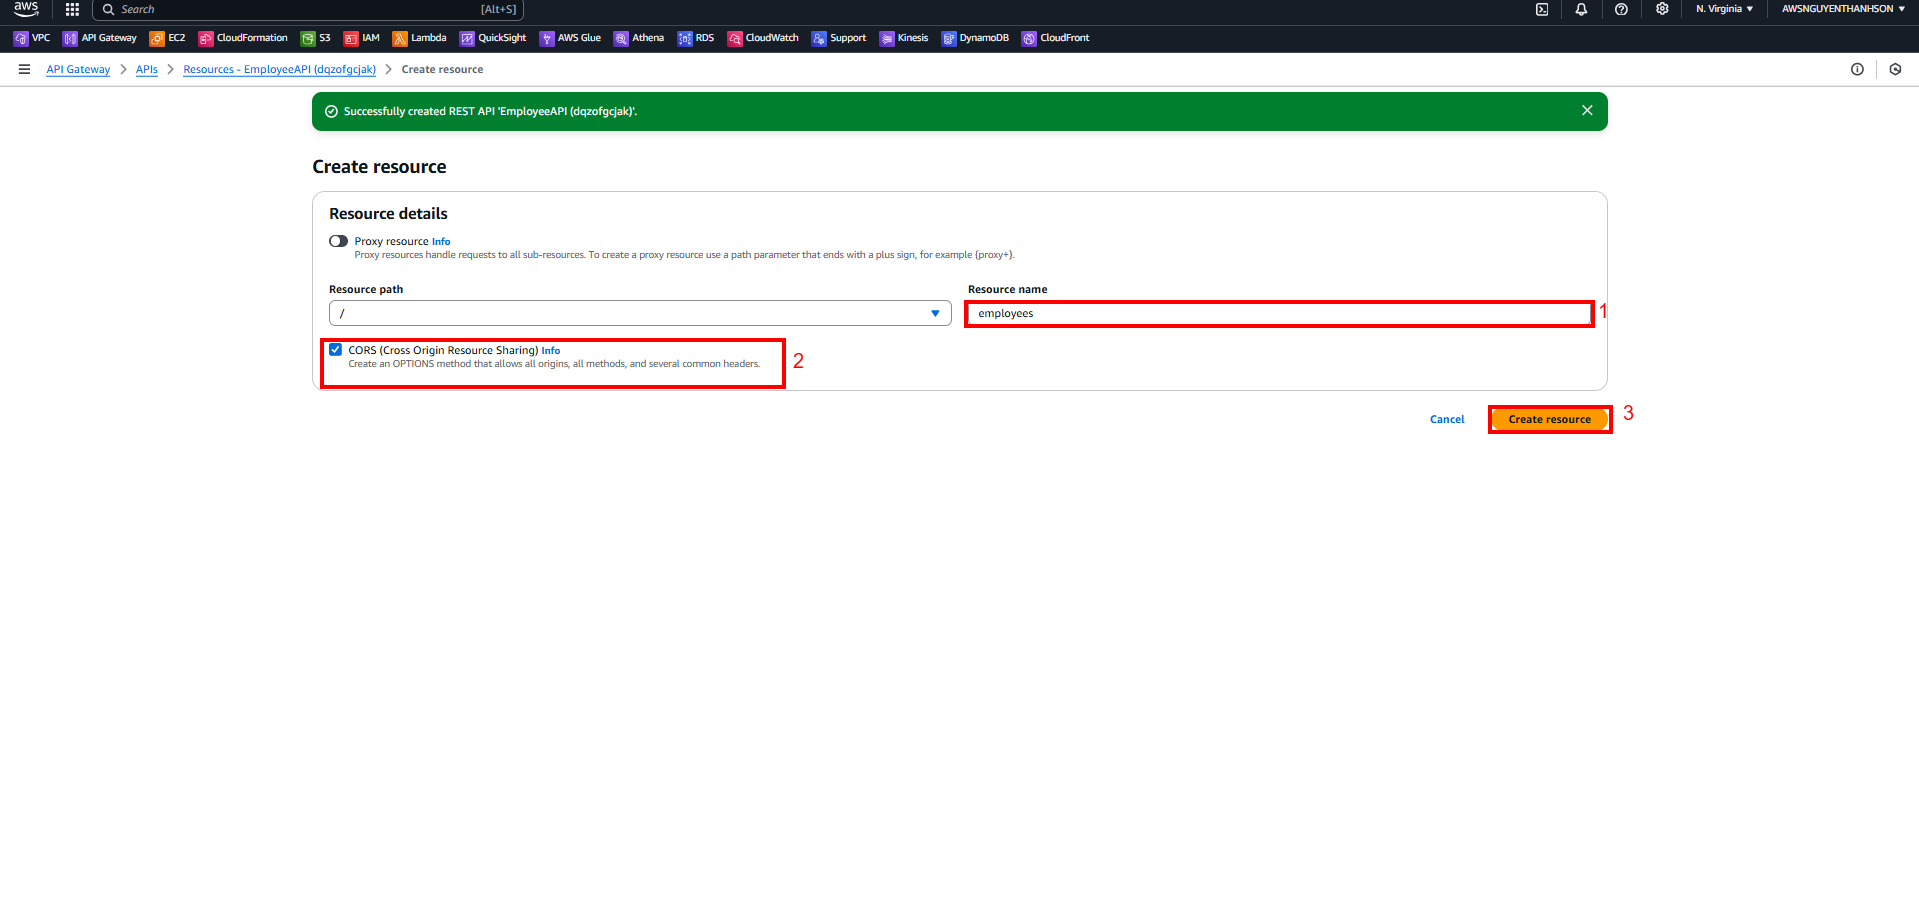 aws Search [Alt+S] N. Virginia ▼ AWSNGUYENTHANHSON ▼
VPC API Gateway EC2 CloudFormation S3 IAM Lambda QuickSight AWS Glue Athena RDS CloudWatch Support Kinesis DynamoDB CloudFront
API Gateway > APIs > Resources - EmployeeAPI (dqzofgcjak) > Create resource
Successfully created REST API 'EmployeeAPI (dqzofgcjak)'.
Create resource
Resource details
Proxy resource Info
Proxy resources handle requests to all sub-resources. To create a proxy resource use a path parameter that ends with a plus sign, for example {proxy+}.
Resource path Resource name
/ employees 1
CORS (Cross Origin Resource Sharing) Info
Create an OPTIONS method that allows all origins, all methods, and several common headers.
2
Cancel Create resource 3